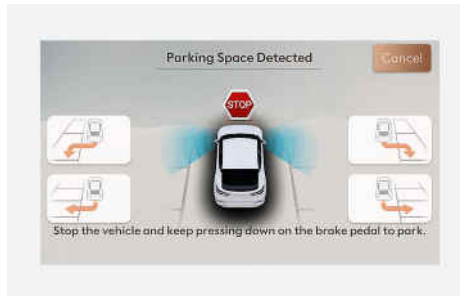 Parking Space Detected
Cancel
STOP
Stop the vehicle and keep pressing down on the brake pedal to park.